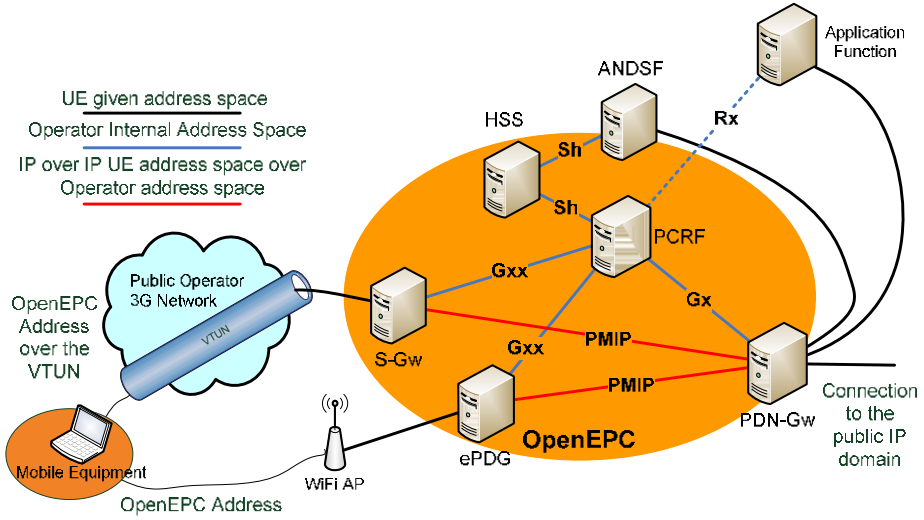 UE given address space
Operator Internal Address Space
IP over IP UE address space over
Operator address space
Application
Function
ANDSF
HSS
Rx
Sh
Sh
PCRF
Gxx
Gx
Gxx
PMIP
PMIP
S-Gw
ePDG
OpenEPC
PDN-Gw
Connection
to the
public IP
domain
Public Operator
3G Network
VTUN
OpenEPC
Address
over the
VTUN
Mobile Equipment
WiFi AP
OpenEPC Address